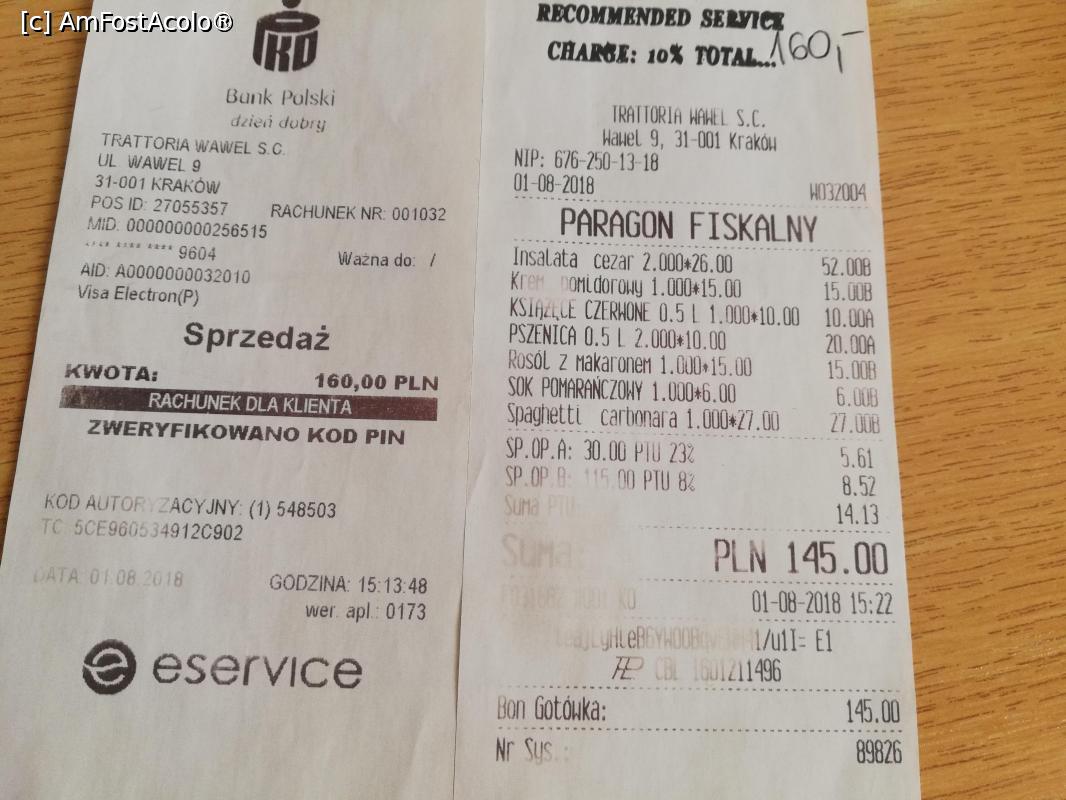 [c] AmFostAcolo®
PKO
Bank Polski
dzień dobry
TRATTORIA WAWEL S.C.
UL. WAWEL 9
31-001 KRAKÓW
POS ID: 27055357 RACHUNEK NR: 001032
MID: 000000000256515
**** **** **** 9604 Ważna do: /
AID: A0000000032010
Visa Electron(P)
Sprzedaż
KWOTA: 160,00 PLN
RACHUNEK DLA KLIENTA
ZWERYFIKOWANO KOD PIN
KOD AUTORYZACYJNY: (1) 548503
TC: 5CE960534912C902
DATA: 01.08.2018 GODZINA: 15:13:48
wer. apl.: 0173
eservice
RECOMMENDED SERVICE
CHARGE: 10% TOTAL... 160,-
TRATTORIA WAWEL S.C.
Wawel 9, 31-001 Kraków
NIP: 676-250-13-18
01-08-2018 W032004
PARAGON FISKALNY
Insalata cezar 2.000*26.00 52.00B
Krem pomidorowy 1.000*15.00 15.00B
KSIĄŻĘCE CZERWONE 0.5 L 1.000*10.00 10.00A
PSZENICA 0.5 L 2.000*10.00 20.00A
Rosół z makaronem 1.000*15.00 15.00B
SOK POMARAŃCZOWY 1.000*6.00 6.00B
Spaghetti carbonara 1.000*27.00 27.00B
SP.OP.A: 30.00 PTU 23% 5.61
SP.OP.B: 115.00 PTU 8% 8.52
Suma PTU: 14.13
Suma: PLN 145.00
01-08-2018 15:22
1/u1I= E1
CBL 1601211496
Bon Gotówka: 145.00
Nr Sys.: 89826